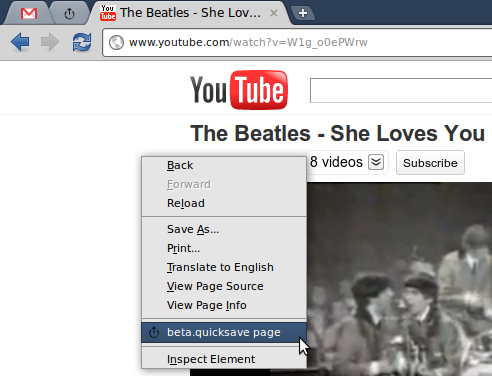 The Beatles - She Lov...
www.youtube.com/watch?v=W1g_o0ePWrw
YouTube
The Beatles - She Loves You
8 videos
Subscribe
Back
Forward
Reload
Save As...
Print...
Translate to English
View Page Source
View Page Info
beta.quicksave page
Inspect Element